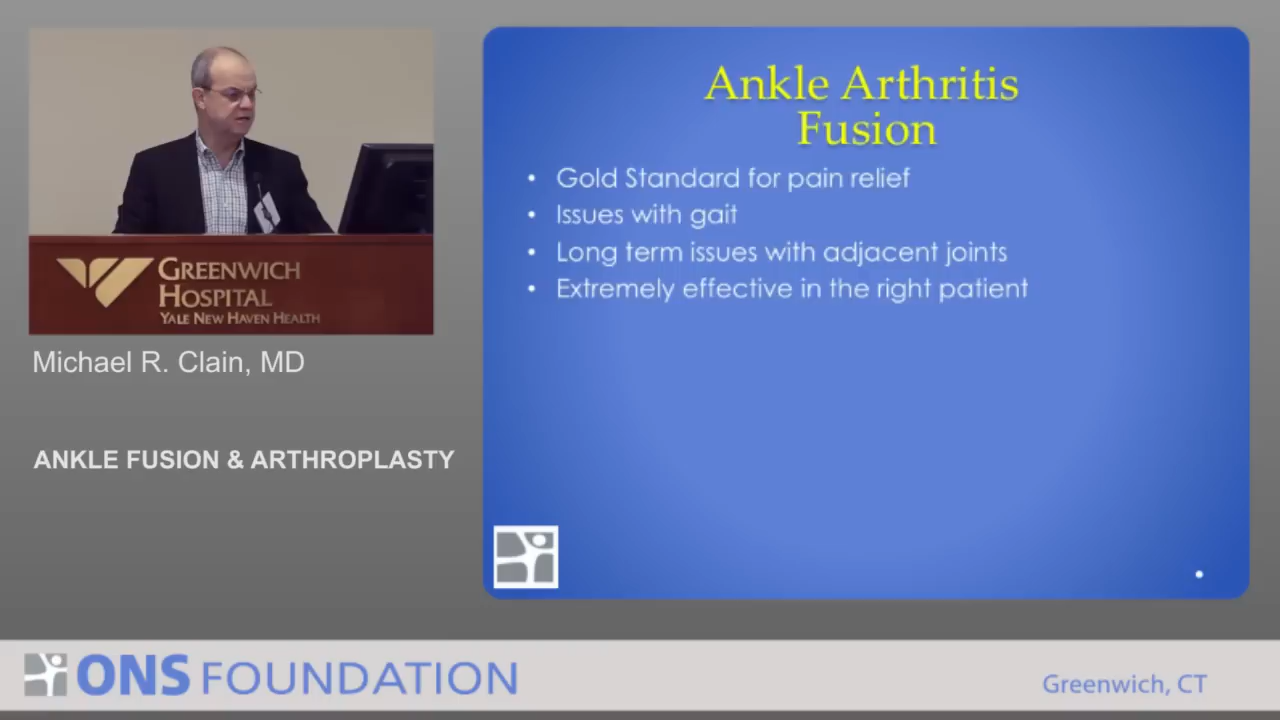 GREENWICH
HOSPITAL
YALE NEW HAVEN HEALTH
Michael R. Clain, MD
ANKLE FUSION & ARTHROPLASTY
Ankle Arthritis
Fusion
• Gold Standard for pain relief
• Issues with gait
• Long term issues with adjacent joints
• Extremely effective in the right patient
ONS FOUNDATION
Greenwich, CT